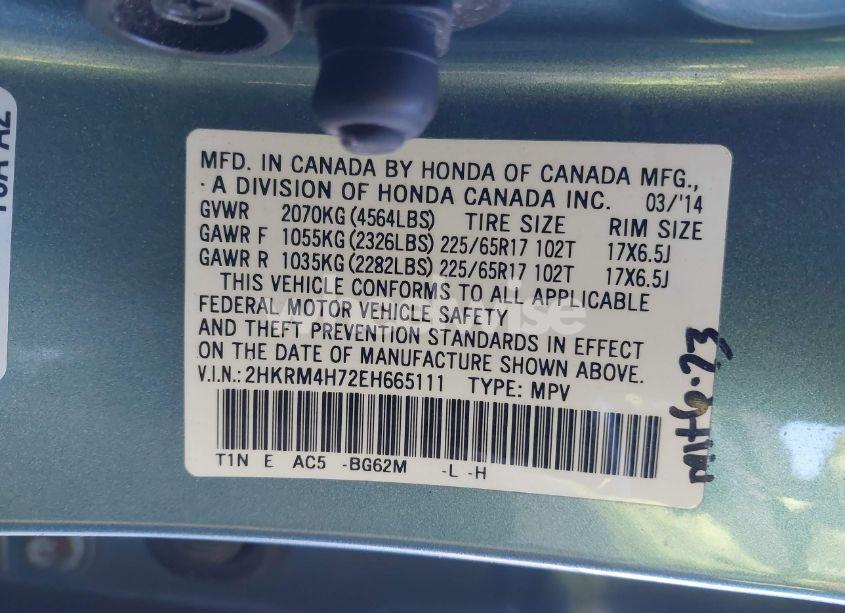 MFD. IN CANADA BY HONDA OF CANADA MFG.,
· A DIVISION OF HONDA CANADA INC. 03/'14
GVWR 2070KG (4564LBS) TIRE SIZE RIM SIZE
GAWR F 1055KG (2326LBS) 225/65R17 102T 17X6.5J
GAWR R 1035KG (2282LBS) 225/65R17 102T 17X6.5J
THIS VEHICLE CONFORMS TO ALL APPLICABLE
FEDERAL MOTOR VEHICLE SAFETY
AND THEFT PREVENTION STANDARDS IN EFFECT
ON THE DATE OF MANUFACTURE SHOWN ABOVE.
V.I.N.: 2HKRM4H72EH665111 TYPE: MPV
T1N E AC5 -BG62M -L -H